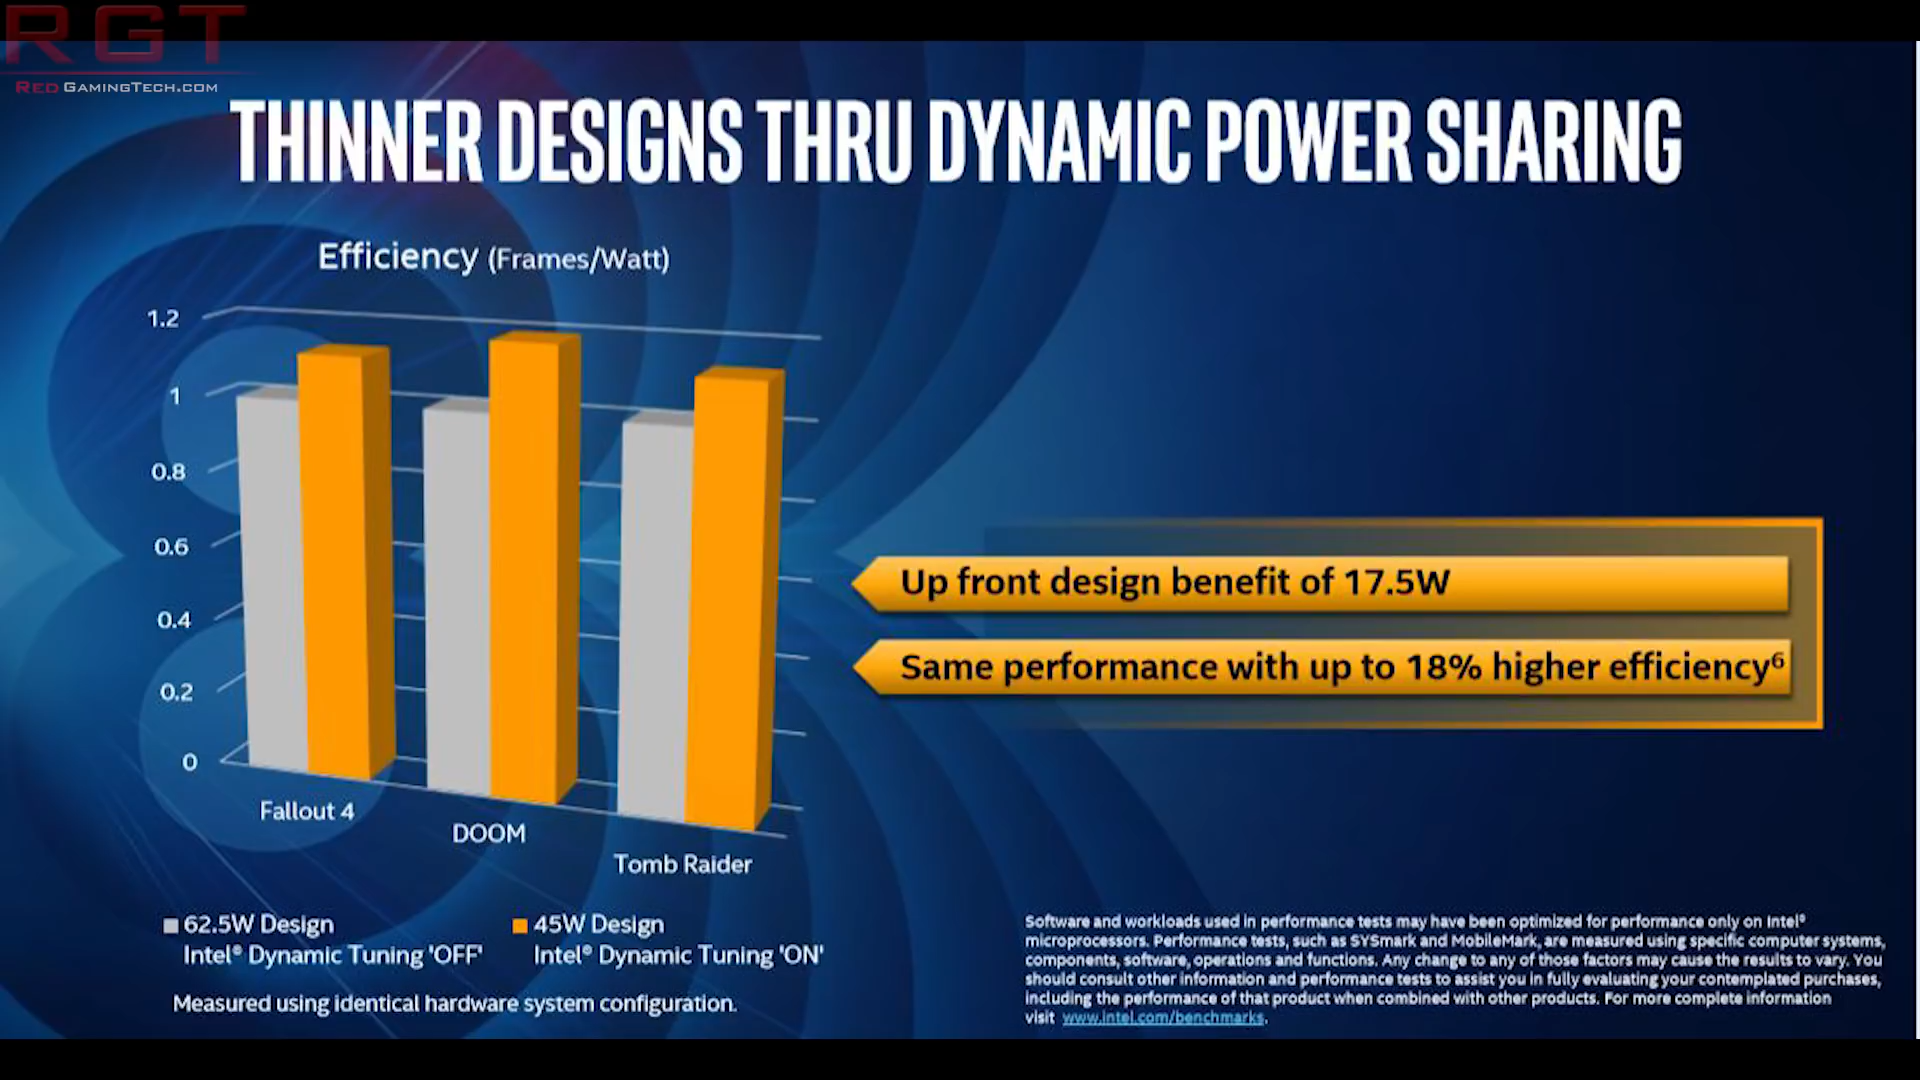 RGT
RedGamingTech.com
THINNER DESIGNS THRU DYNAMIC POWER SHARING
Efficiency (Frames/Watt)
1.2
1
0.8
0.6
0.4
0.2
0
Fallout 4
DOOM
Tomb Raider
62.5W Design
Intel® Dynamic Tuning 'OFF'
45W Design
Intel® Dynamic Tuning 'ON'
Measured using identical hardware system configuration.
Up front design benefit of 17.5W
Same performance with up to 18% higher efficiency⁶
Software and workloads used in performance tests may have been optimized for performance only on Intel®
microprocessors. Performance tests, such as SYSmark and MobileMark, are measured using specific computer systems,
components, software, operations and functions. Any change to any of those factors may cause the results to vary. You
should consult other information and performance tests to assist you in fully evaluating your contemplated purchases,
including the performance of that product when combined with other products. For more complete information
visit www.intel.com/benchmarks.